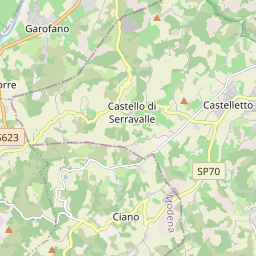 Garofano
orre
Castello di
Serravalle
Castelletto
S623
SP70
Ciano
Modena